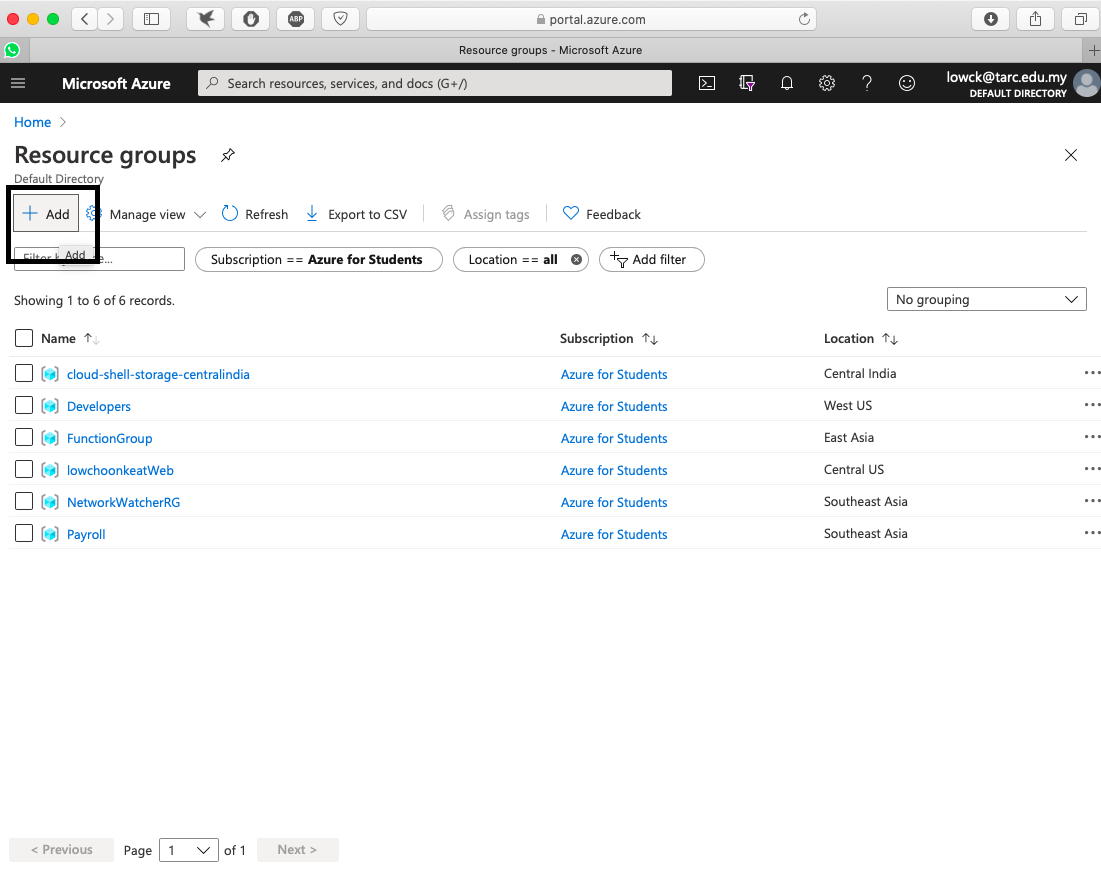 ABP
portal.azure.com
Resource groups - Microsoft Azure
Microsoft Azure
Search resources, services, and docs (G+/)
lowck@tarc.edu.my
DEFAULT DIRECTORY
Home
Resource groups
Default Directory
Add
Manage view
Refresh
Export to CSV
Assign tags
Feedback
Add
Subscription == Azure for Students
Location == all
Add filter
Showing 1 to 6 of 6 records.
No grouping
Name Subscription Location
cloud-shell-storage-centralindia Azure for Students Central India
Developers Azure for Students West US
FunctionGroup Azure for Students East Asia
lowchoonkeatWeb Azure for Students Central US
NetworkWatcherRG Azure for Students Southeast Asia
Payroll Azure for Students Southeast Asia
< Previous Page 1 of 1 Next >